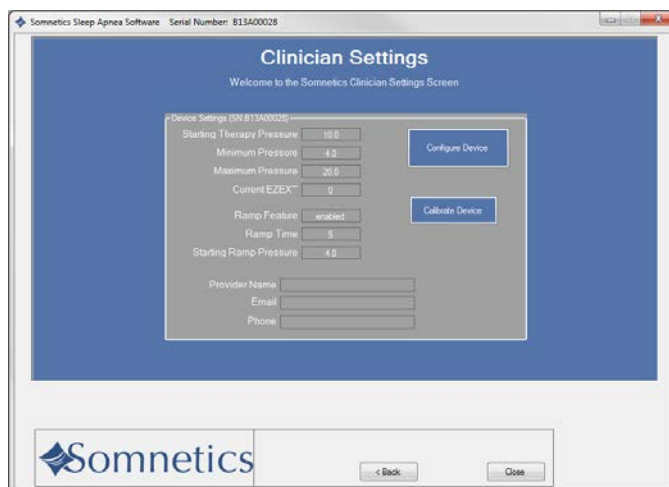 Somnetics Sleep Apnea Software Serial Number: B13A00028
Clinician Settings
Welcome to the Somnetics Clinician Settings Screen
Device Settings (SN:B13A00028)
Starting Therapy Pressure 10.0
Minimum Pressure 4.0
Maximum Pressure 20.0
Current EZEX™ 0
Ramp Feature enabled
Ramp Time 5
Starting Ramp Pressure 4.0
Configure Device
Calibrate Device
Provider Name
Email
Phone
Somnetics
< Back
Close